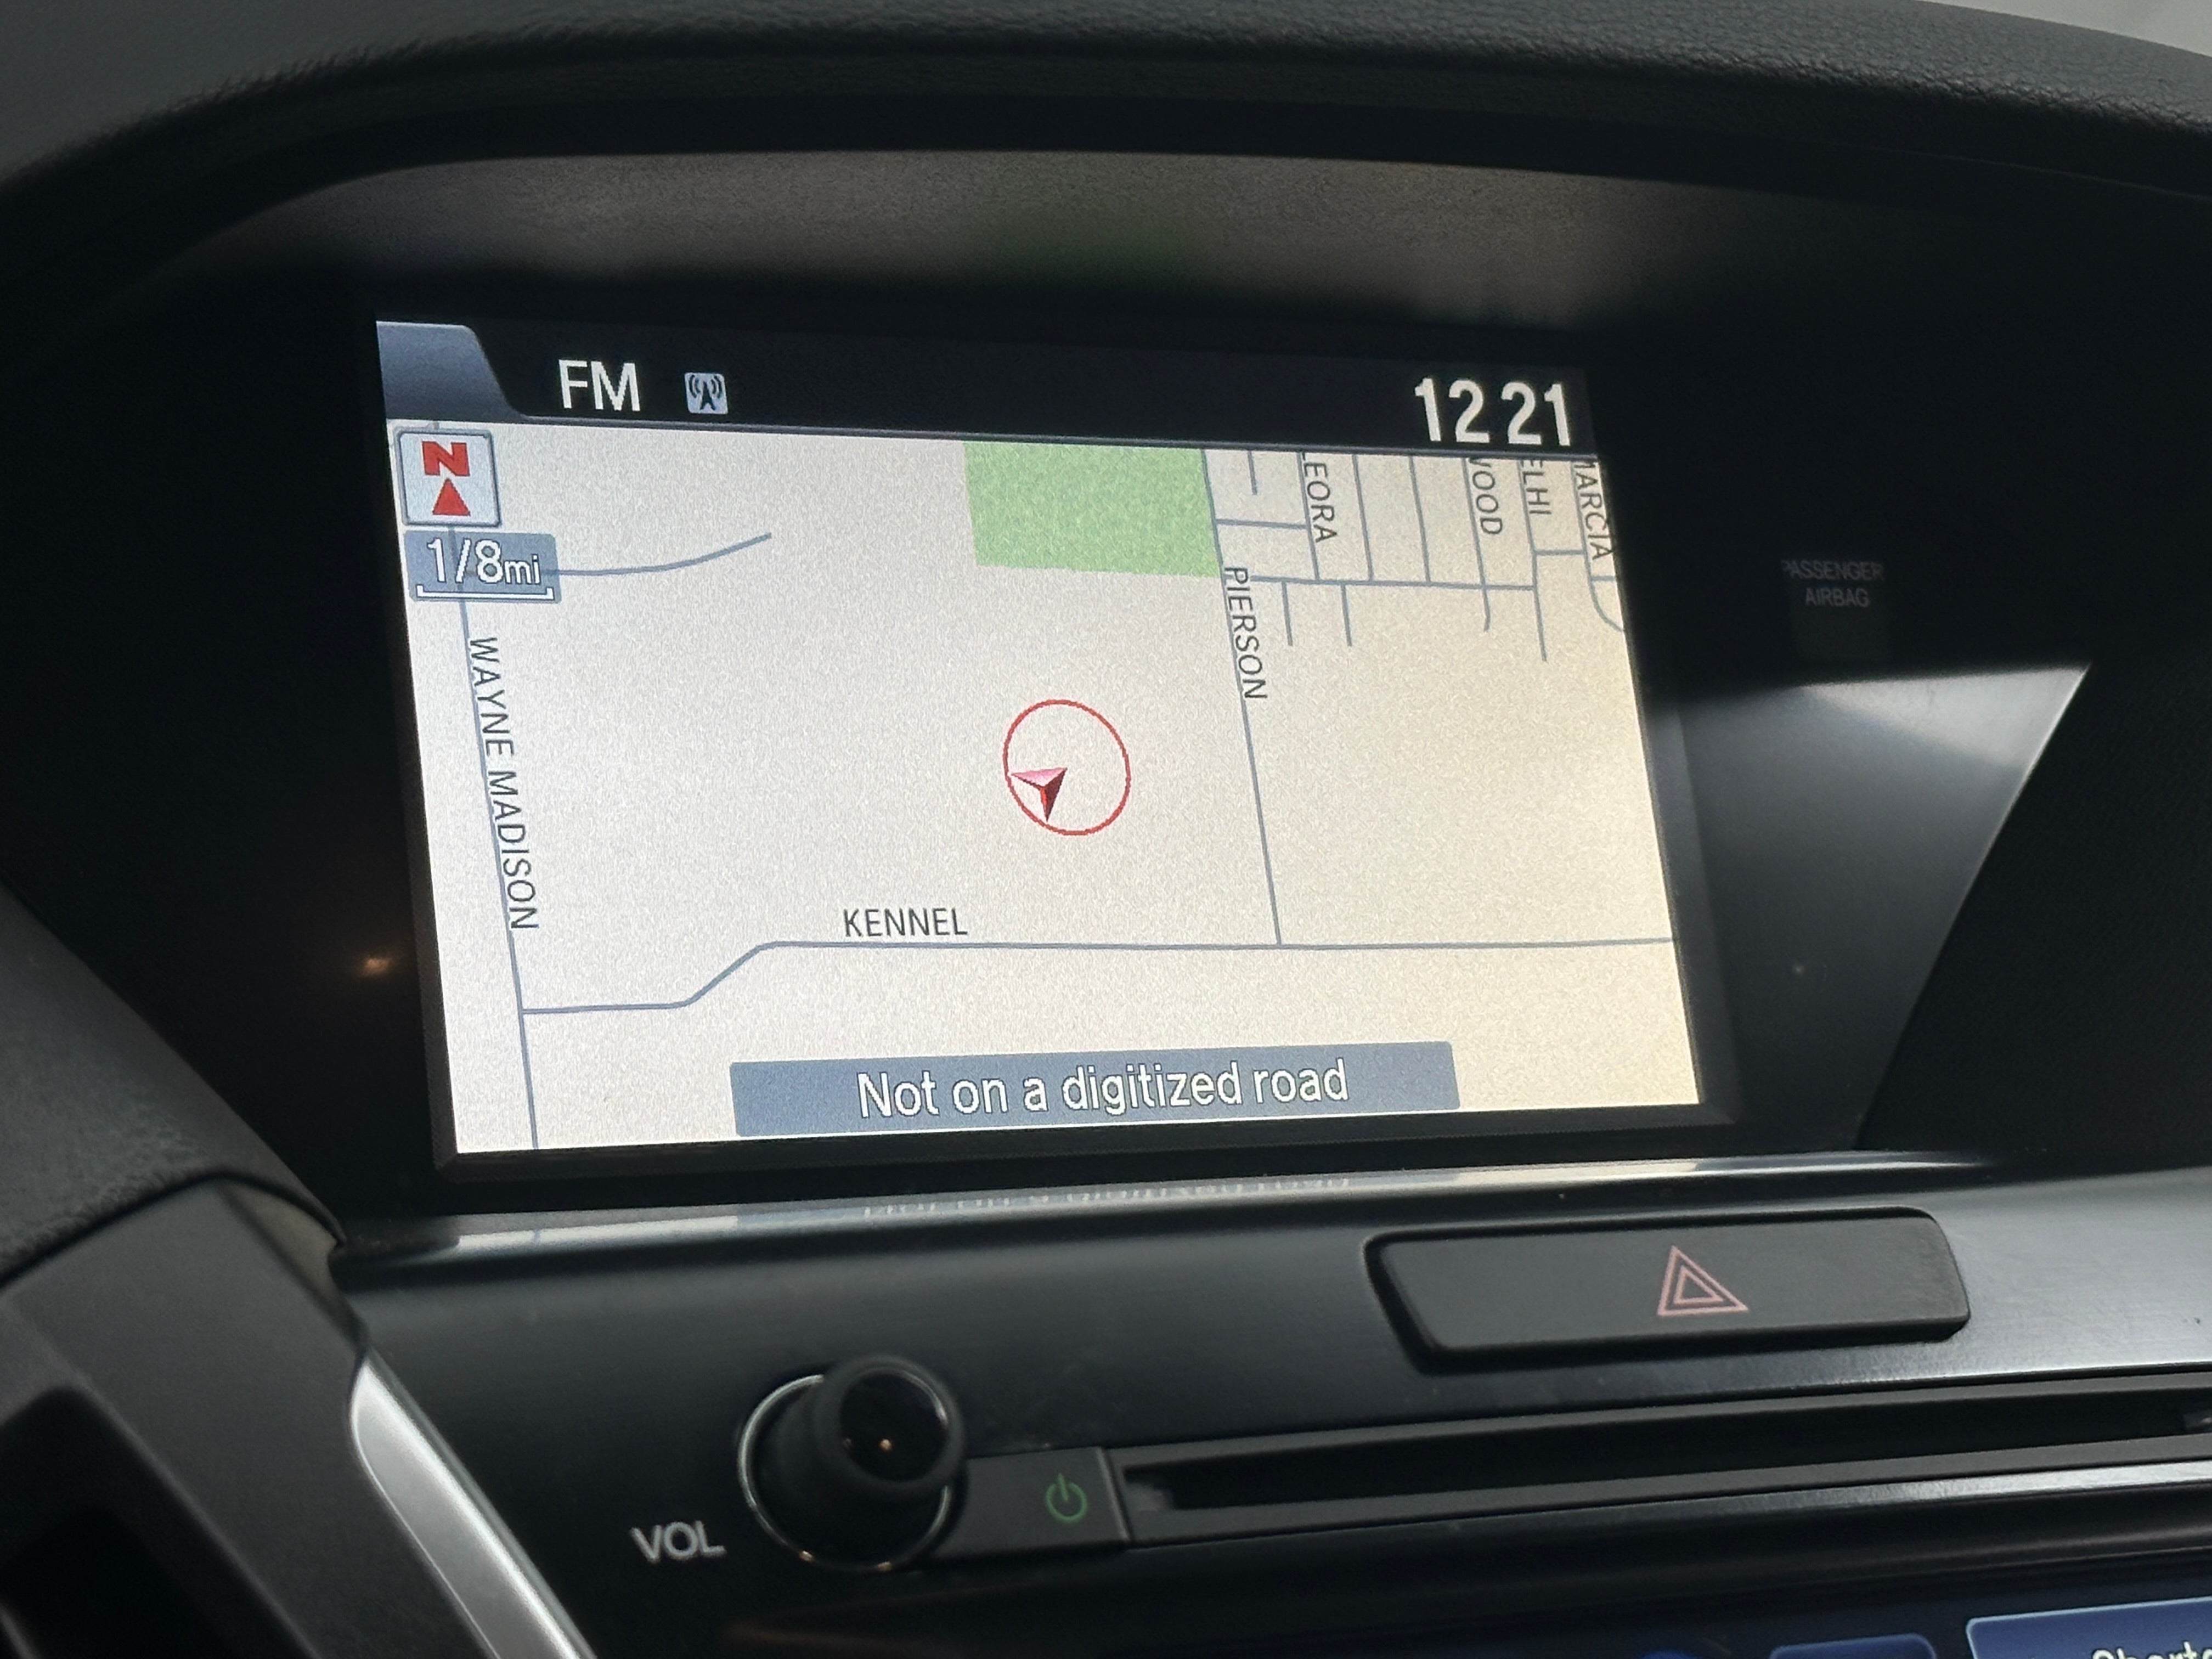 FM
12 21
N
1/8mi
LEORA
WOOD
ELHI
MARCIA
PIERSON
WAYNE MADISON
KENNEL
Not on a digitized road
PASSENGER
AIRBAG
VOL